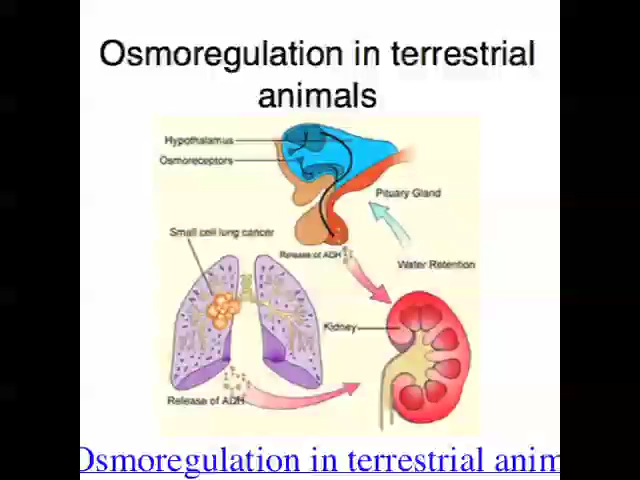 Osmoregulation in terrestrial
animals
Hypothalamus
Osmoreceptors
Pituary Gland
Small cell lung cancer
Release of ADH
Water Retention
Kidney
Release of ADH
Osmoregulation in terrestrial anim